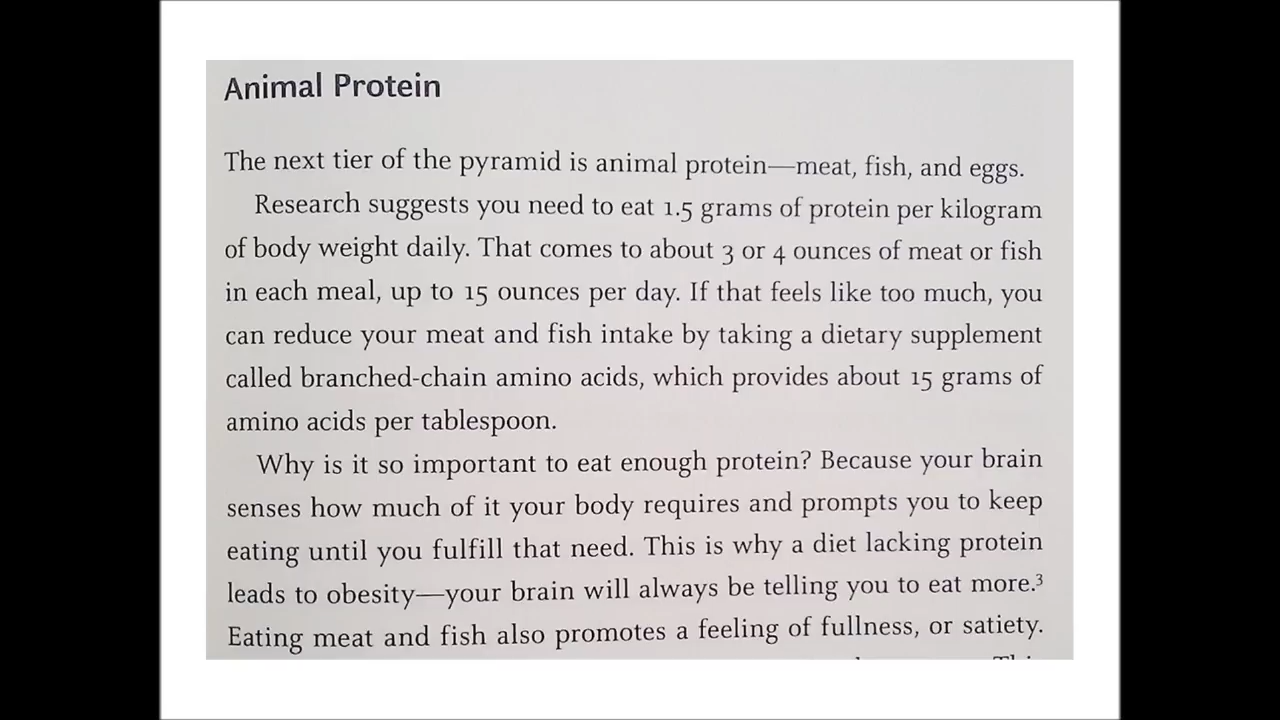 Animal Protein
The next tier of the pyramid is animal protein—meat, fish, and eggs.
Research suggests you need to eat 1.5 grams of protein per kilogram
of body weight daily. That comes to about 3 or 4 ounces of meat or fish
in each meal, up to 15 ounces per day. If that feels like too much, you
can reduce your meat and fish intake by taking a dietary supplement
called branched-chain amino acids, which provides about 15 grams of
amino acids per tablespoon.
Why is it so important to eat enough protein? Because your brain
senses how much of it your body requires and prompts you to keep
eating until you fulfill that need. This is why a diet lacking protein
leads to obesity—your brain will always be telling you to eat more.³
Eating meat and fish also promotes a feeling of fullness, or satiety.